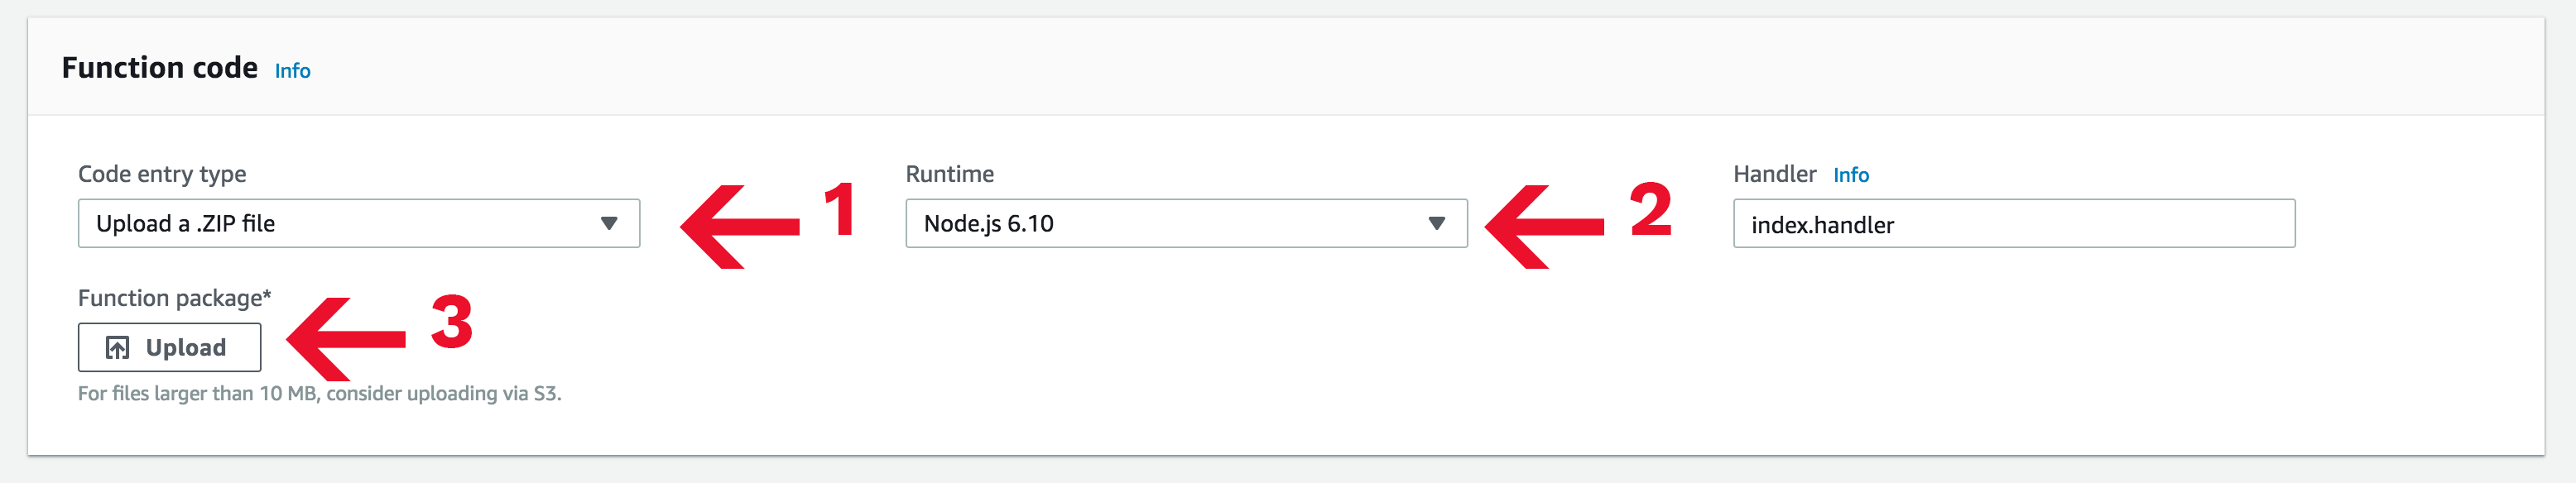 Function code Info
Code entry type
Runtime
Handler Info
Upload a .ZIP file
1
Node.js 6.10
2
index.handler
Function package*
Upload
3
For files larger than 10 MB, consider uploading via S3.